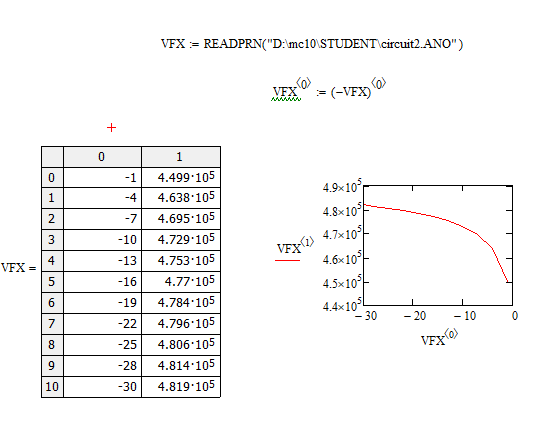 VFX := READPRN("D:\mc10\STUDENT\circuit2.ANO")
VFX⟨0⟩ := (−VFX)⟨0⟩
VFX =
0 1
0 -1 4.499·10⁵
1 -4 4.638·10⁵
2 -7 4.695·10⁵
3 -10 4.729·10⁵
4 -13 4.753·10⁵
5 -16 4.77·10⁵
6 -19 4.784·10⁵
7 -22 4.796·10⁵
8 -25 4.806·10⁵
9 -28 4.814·10⁵
10 -30 4.819·10⁵
4.9×10⁵
4.8×10⁵
4.7×10⁵
4.6×10⁵
4.5×10⁵
4.4×10⁵
VFX⟨1⟩
−30 −20 −10 0
VFX⟨0⟩